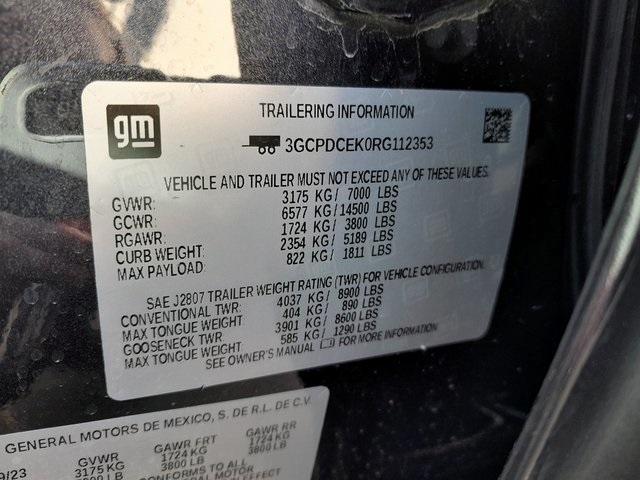 gm
TRAILERING INFORMATION
3GCPDCEK0RG112353
VEHICLE AND TRAILER MUST NOT EXCEED ANY OF THESE VALUES.
GVWR: 3175 KG/ 7000 LBS
GCWR: 6577 KG/14500 LBS
RGAWR: 1724 KG/ 3800 LBS
CURB WEIGHT: 2354 KG/ 5189 LBS
MAX PAYLOAD: 822 KG/ 1811 LBS
SAE J2807 TRAILER WEIGHT RATING (TWR) FOR VEHICLE CONFIGURATION.
CONVENTIONAL TWR: 4037 KG/ 8900 LBS
MAX TONGUE WEIGHT 404 KG/ 890 LBS
GOOSENECK TWR 3901 KG/ 8600 LBS
MAX TONGUE WEIGHT: 585 KG/ 1290 LBS
SEE OWNER'S MANUAL FOR MORE INFORMATION
GENERAL MOTORS DE MEXICO, S. DE R.L. DE C.V.
9/23 GVWR GAWR FRT GAWR RR
3175 KG 1724 KG 1724 KG
3800 LB 3800 LB
CONFORMS TO ALL